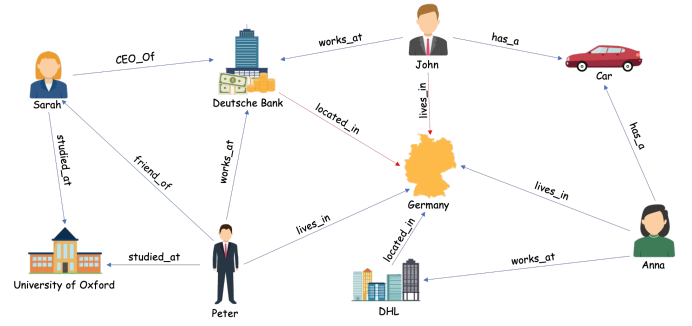 CEO_Of
works_at
has_a
Sarah
Deutsche Bank
John
Car
lives_in
located_in
studied_at
friend_of
works_at
has_a
lives_in
lives_in
Germany
located_in
works_at
Anna
studied_at
University of Oxford
Peter
DHL